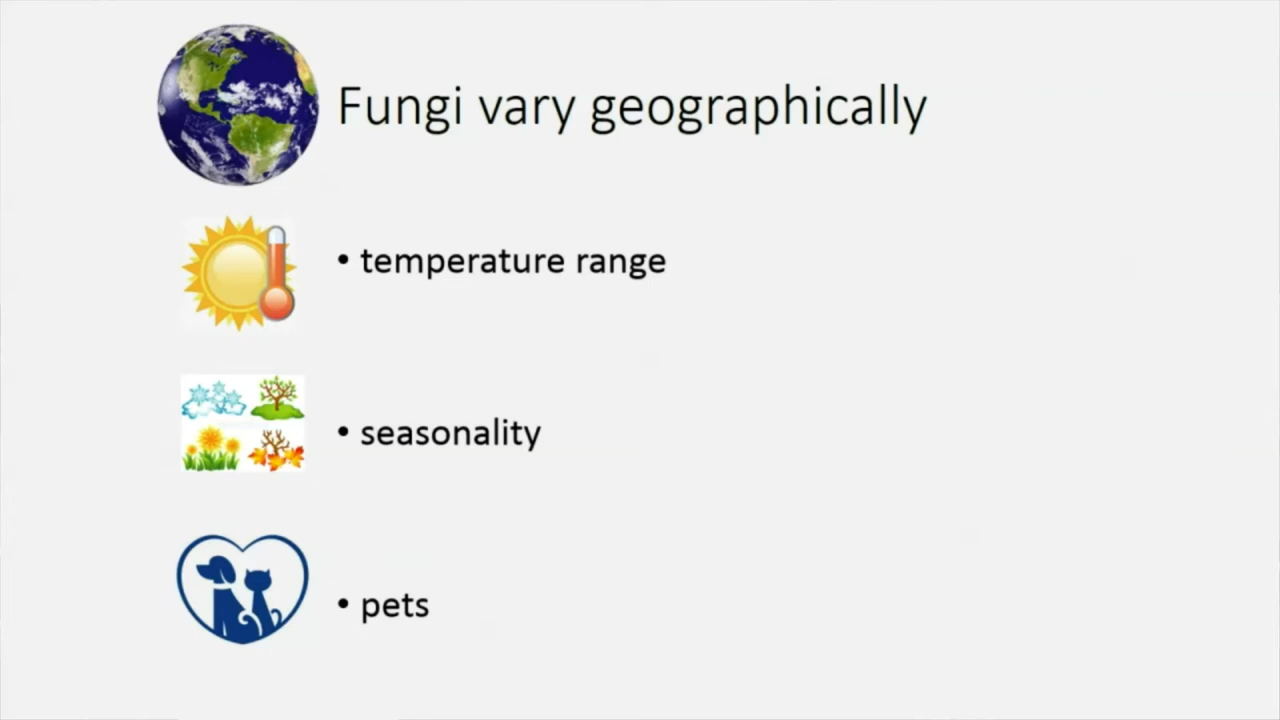 Fungi vary geographically
• temperature range
• seasonality
• pets